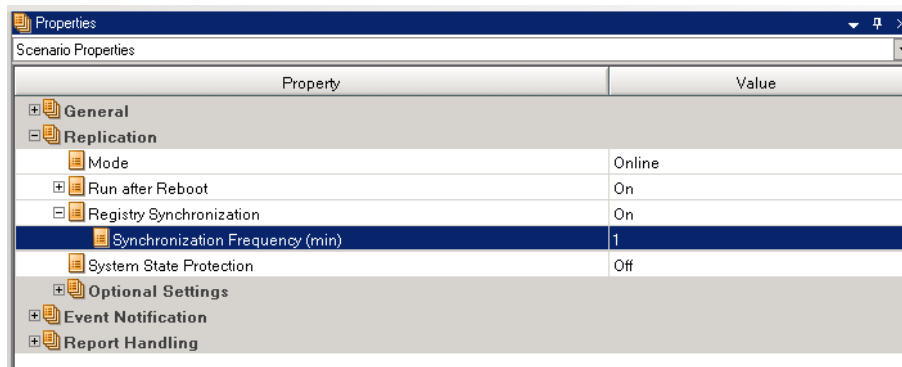 Properties
Scenario Properties
Property Value
General
Replication
Mode Online
Run after Reboot On
Registry Synchronization On
Synchronization Frequency (min) 1
System State Protection Off
Optional Settings
Event Notification
Report Handling